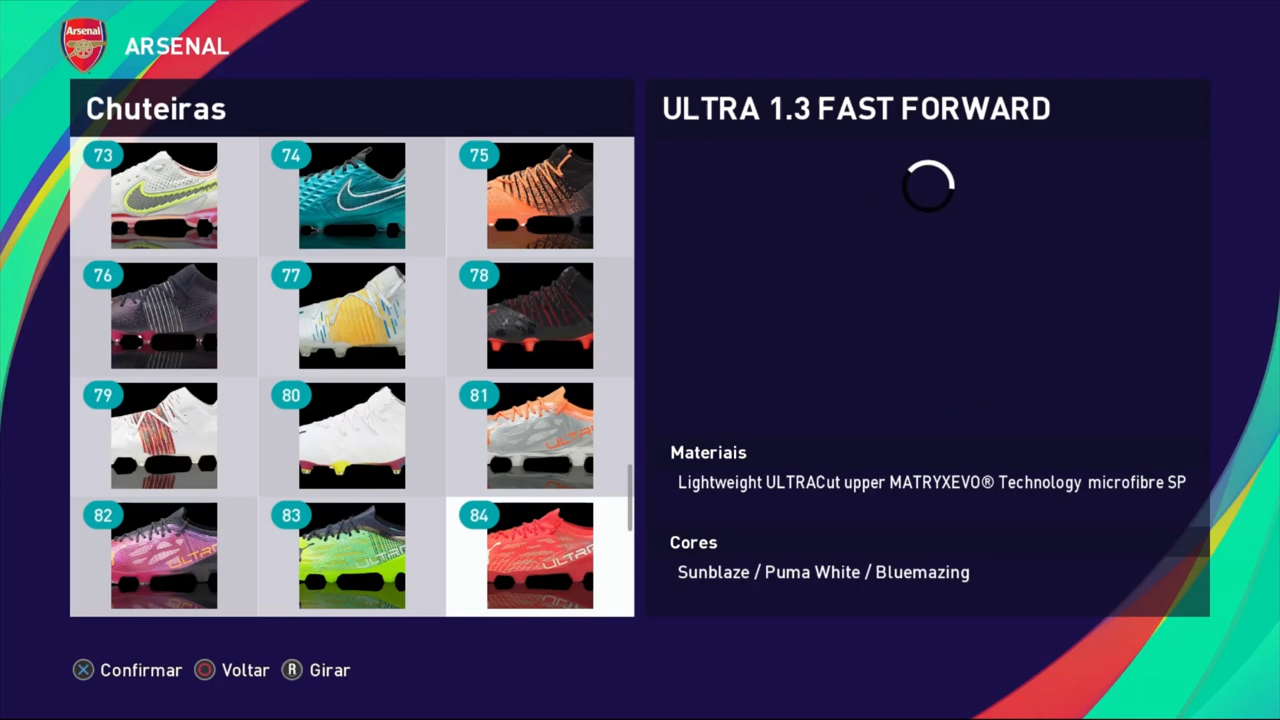 Arsenal
ARSENAL
Chuteiras
73
74
75
76
77
78
79
80
81
82
83
84
ULTRA 1.3 FAST FORWARD
Materiais
Lightweight ULTRACut upper MATRYXEVO® Technology microfibre SP
Cores
Sunblaze / Puma White / Bluemazing
Confirmar
Voltar
R Girar